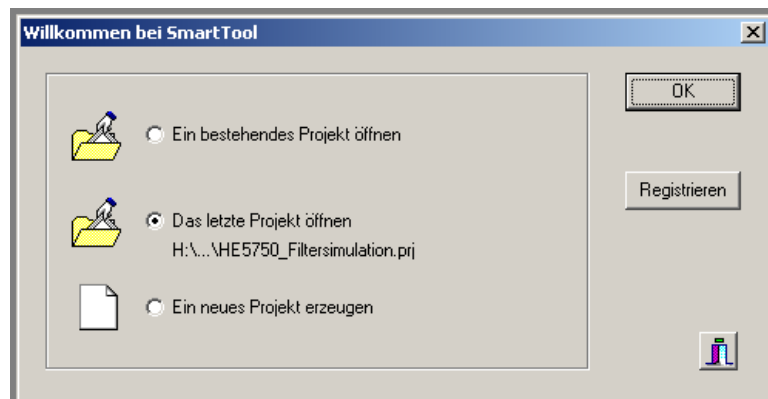 Willkommen bei SmartTool
OK
Ein bestehendes Projekt öffnen
Registrieren
Das letzte Projekt öffnen
H:\...\HE5750_Filtersimulation.prj
Ein neues Projekt erzeugen